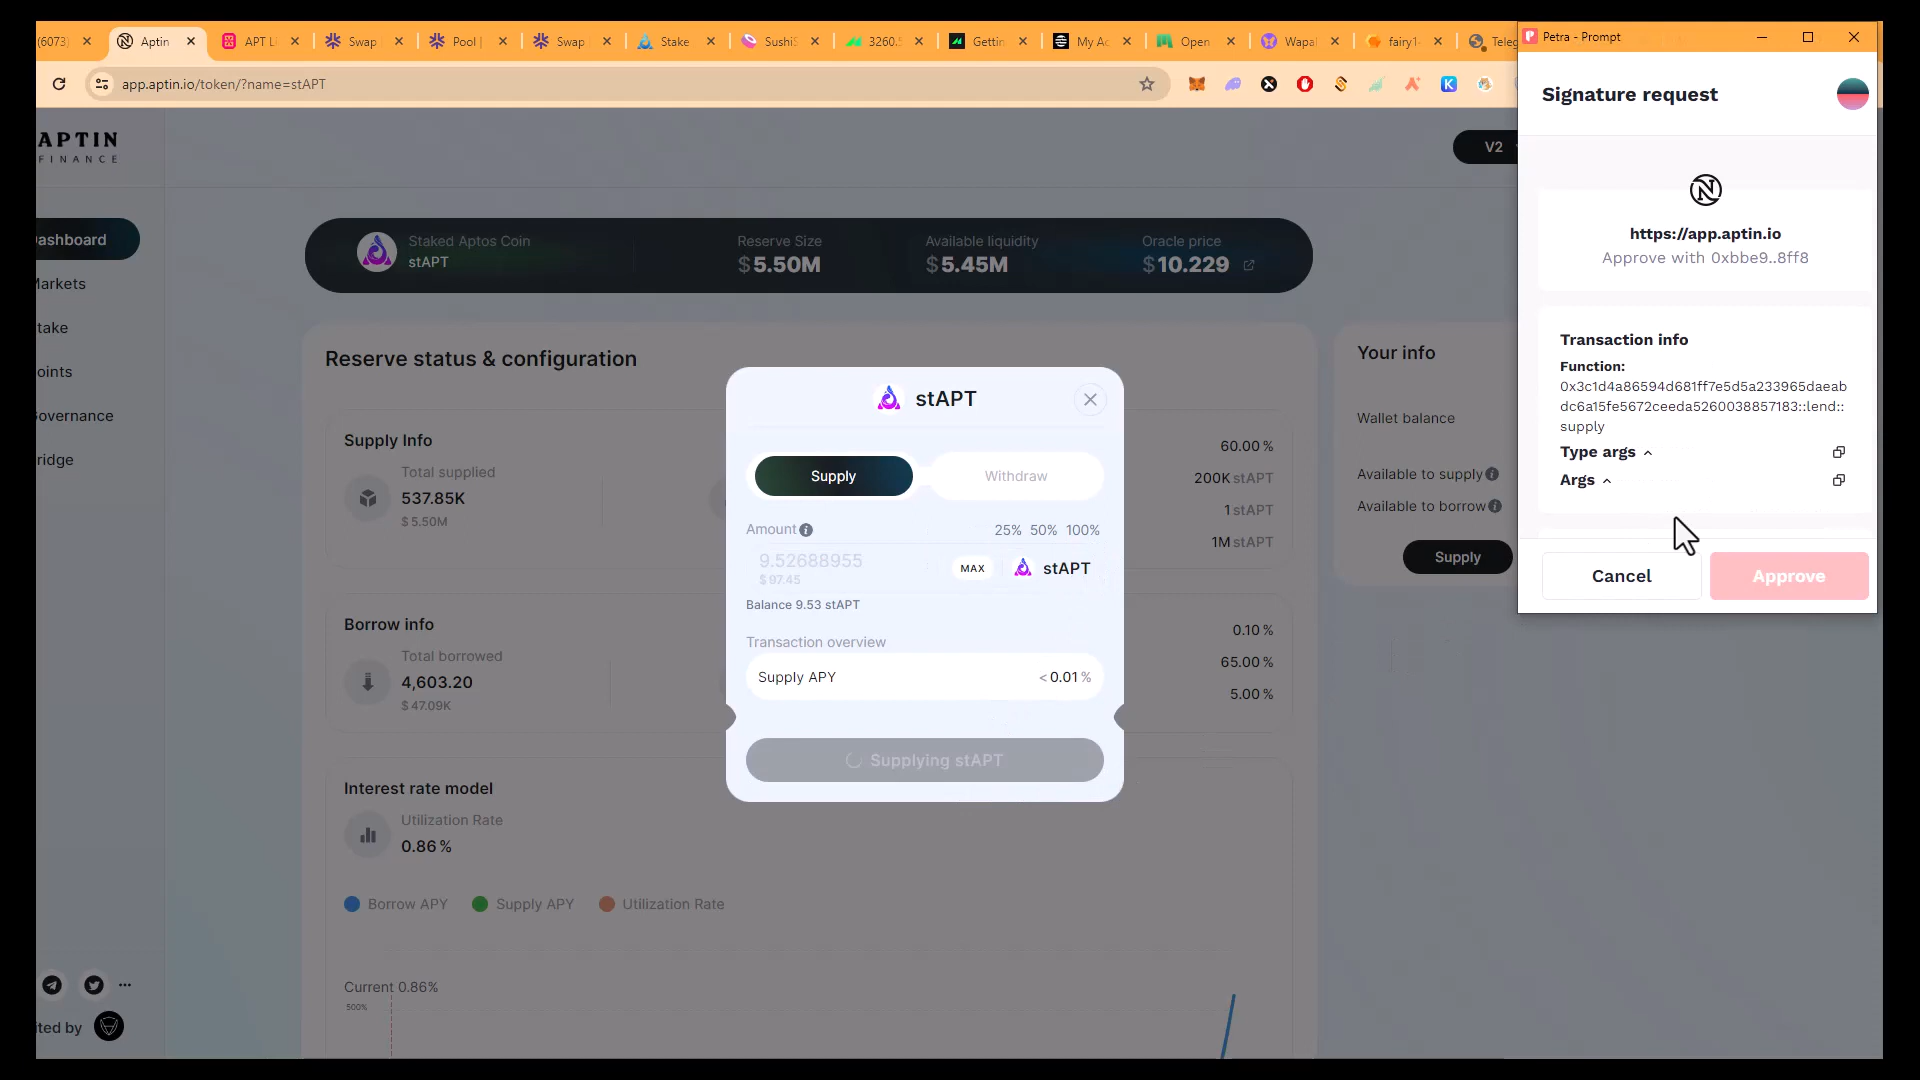 (6073)
Aptin
APT Li
Swap
Pool |
Swap
Stake
SushiS
3260.5
Gettin
My Ac
Open
Wapal
fairy1-
Teleg
app.aptin.io/token/?name=stAPT
APTIN
FINANCE
V2
ashboard
Markets
take
oints
Governance
ridge
ited by
Staked Aptos Coin
stAPT
Reserve Size
$5.50M
Available liquidity
$5.45M
Oracle price
$10.229
Reserve status & configuration
Supply Info
Total supplied
537.85K
$ 5.50M
60.00 %
200K stAPT
1 stAPT
1M stAPT
Borrow info
Total borrowed
4,603.20
$ 47.09K
0.10 %
65.00 %
5.00 %
Interest rate model
Utilization Rate
0.86 %
Borrow APY
Supply APY
Utilization Rate
Current 0.86%
500%
Your info
Wallet balance
Available to supply
Available to borrow
Supply
stAPT
Supply
Withdraw
Amount
25% 50% 100%
9.52688955
$ 97.45
MAX
stAPT
Balance 9.53 stAPT
Transaction overview
Supply APY
< 0.01 %
Supplying stAPT
Petra - Prompt
Signature request
https://app.aptin.io
Approve with 0xbbe9..8ff8
Transaction info
Function:
0x3c1d4a86594d681ff7e5d5a233965daeab
dc6a15fe5672ceeda5260038857183::lend::
supply
Type args
Args
Cancel
Approve